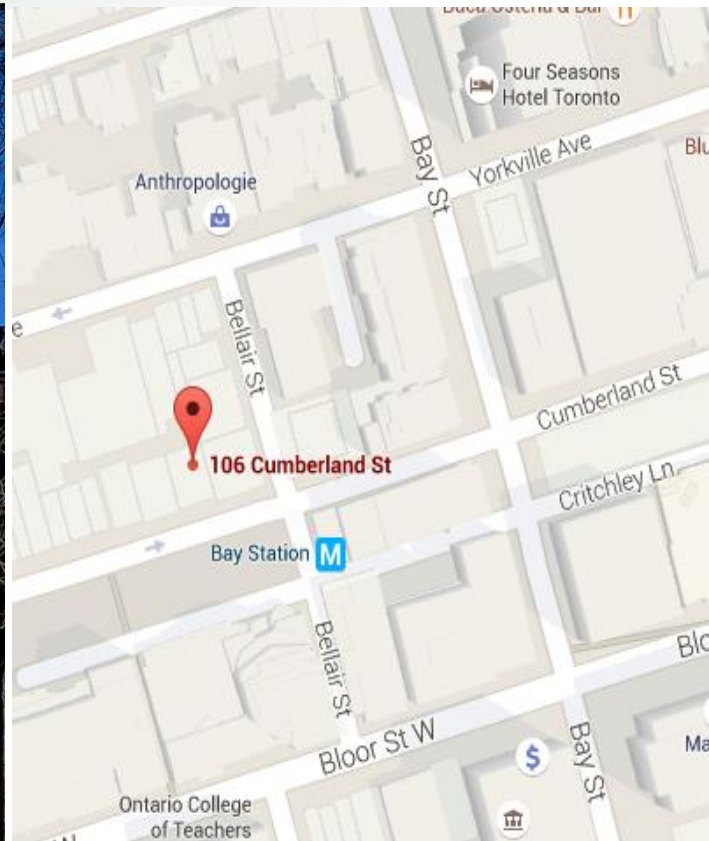 Four Seasons
Hotel Toronto
Bay St
Yorkville Ave
Anthropologie
Bellair St
Cumberland St
106 Cumberland St
Critchley Ln.
Bay Station M
Bellair St
Bloor St W
Bay St
$
Ontario College
of Teachers